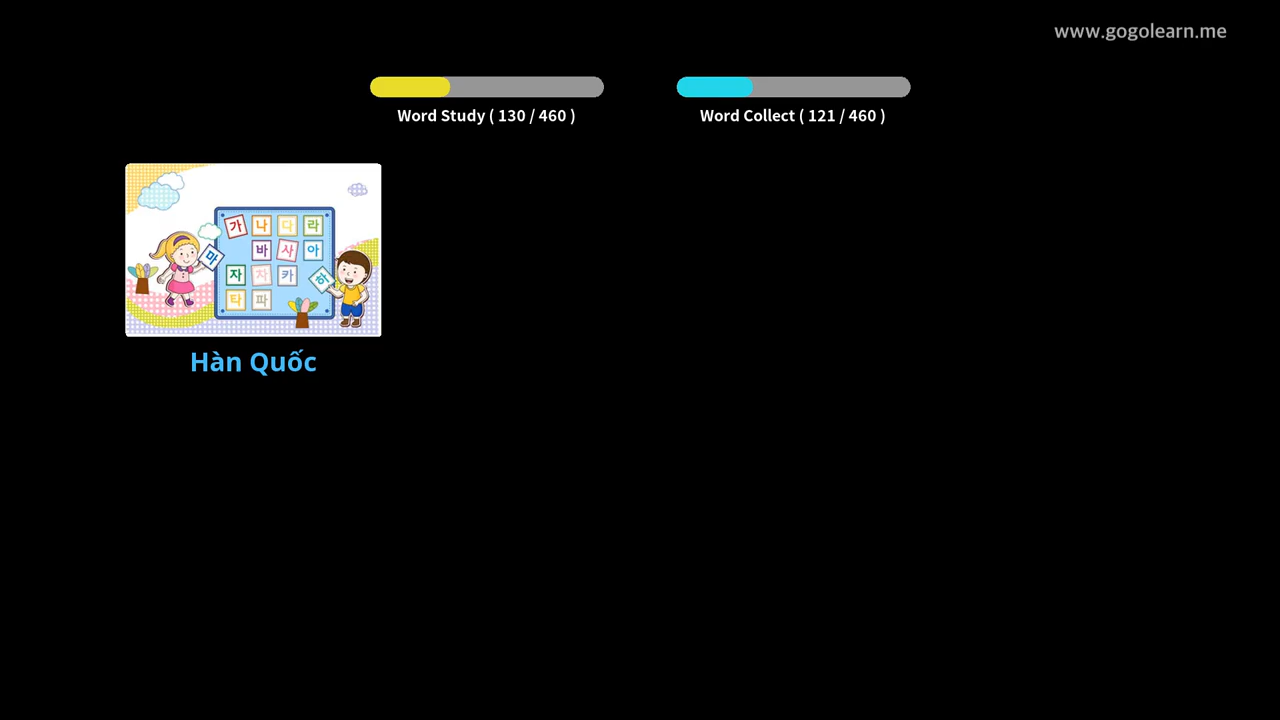 www.gogolearn.me
Word Study ( 130 / 460 )
Word Collect ( 121 / 460 )
가 나 다 라
마 바 사 아
자 차 카 하
타 파
Hàn Quốc